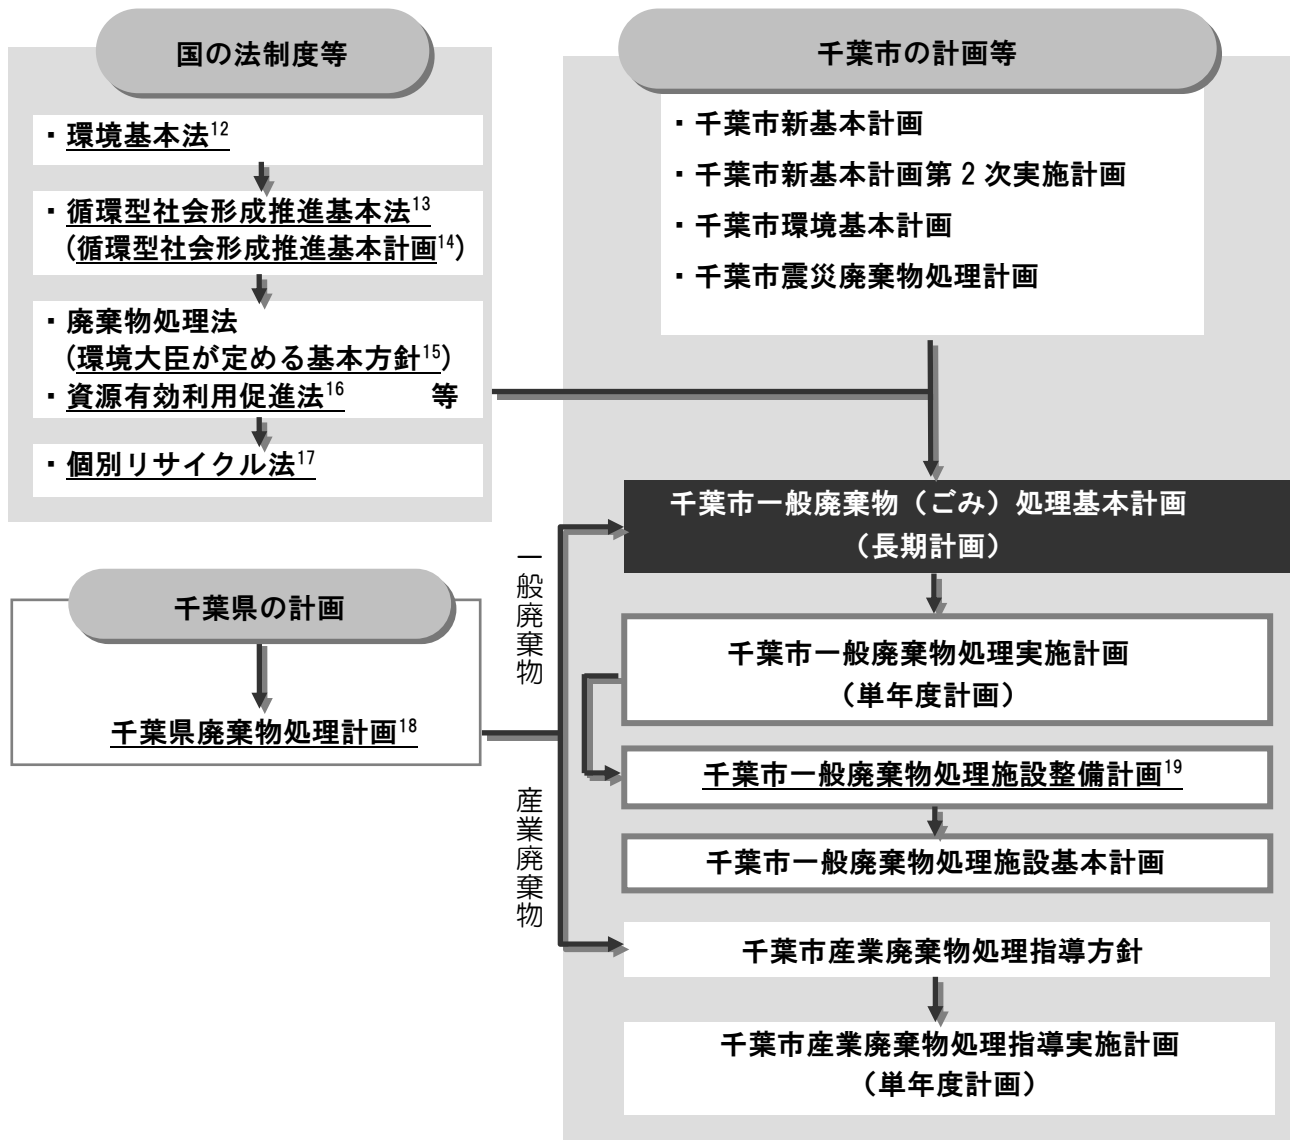 国の法制度等
・環境基本法12
・循環型社会形成推進基本法13
(循環型社会形成推進基本計画14)
・廃棄物処理法
(環境大臣が定める基本方針15)
・資源有効利用促進法16　等
・個別リサイクル法17
千葉県の計画
千葉県廃棄物処理計画18
一般廃棄物
産業廃棄物
千葉市の計画等
・千葉市新基本計画
・千葉市新基本計画第2次実施計画
・千葉市環境基本計画
・千葉市震災廃棄物処理計画
千葉市一般廃棄物（ごみ）処理基本計画
（長期計画）
千葉市一般廃棄物処理実施計画
（単年度計画）
千葉市一般廃棄物処理施設整備計画19
千葉市一般廃棄物処理施設基本計画
千葉市産業廃棄物処理指導方針
千葉市産業廃棄物処理指導実施計画
（単年度計画）